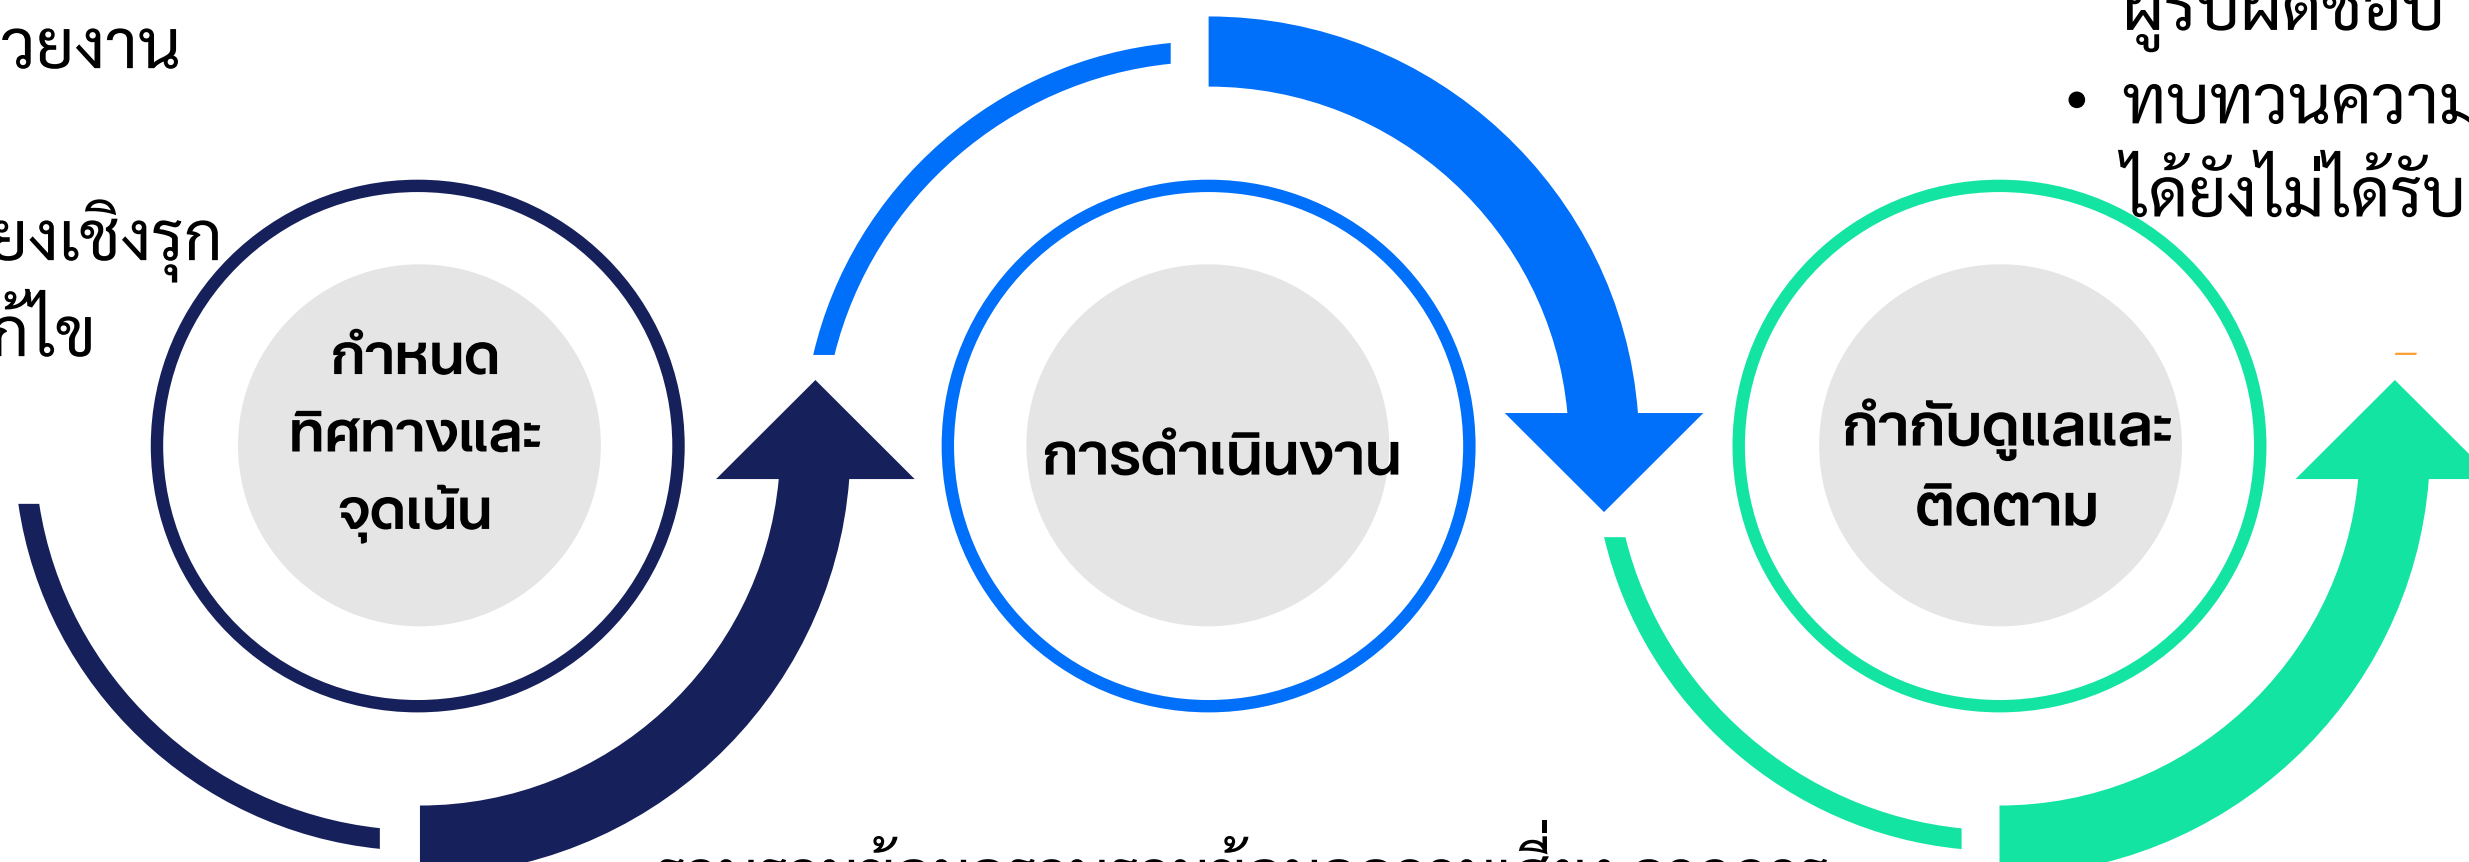 วยงาน
ยงเชิงรุก
ก้ไข
กำหนด
ทิศทางและ
จุดเน้น
การดำเนินงาน
ผู้รับผิดชอบ
• ทบทวนความ
ได้ยังไม่ได้รับ
กำกับดูแลและ
ติดตาม